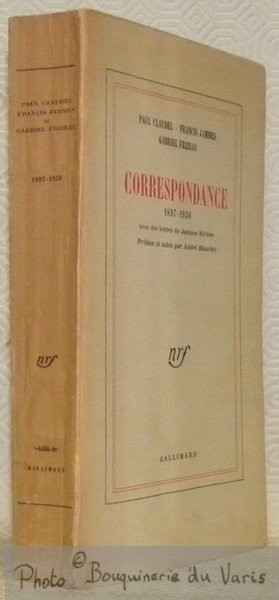 PAUL CLAUDEL
FRANCIS JAMMES
ET
GABRIEL FRIZEAU
1897-1938
nrf
GALLIMARD
PAUL CLAUDEL - FRANCIS JAMMES
GABRIEL FRIZEAU
CORRESPONDANCE
1897-1938
avec des lettres de Jacques Rivière
Préface et notes par André Blanchet
nrf
GALLIMARD
Photo © Bouquinerie du Varis